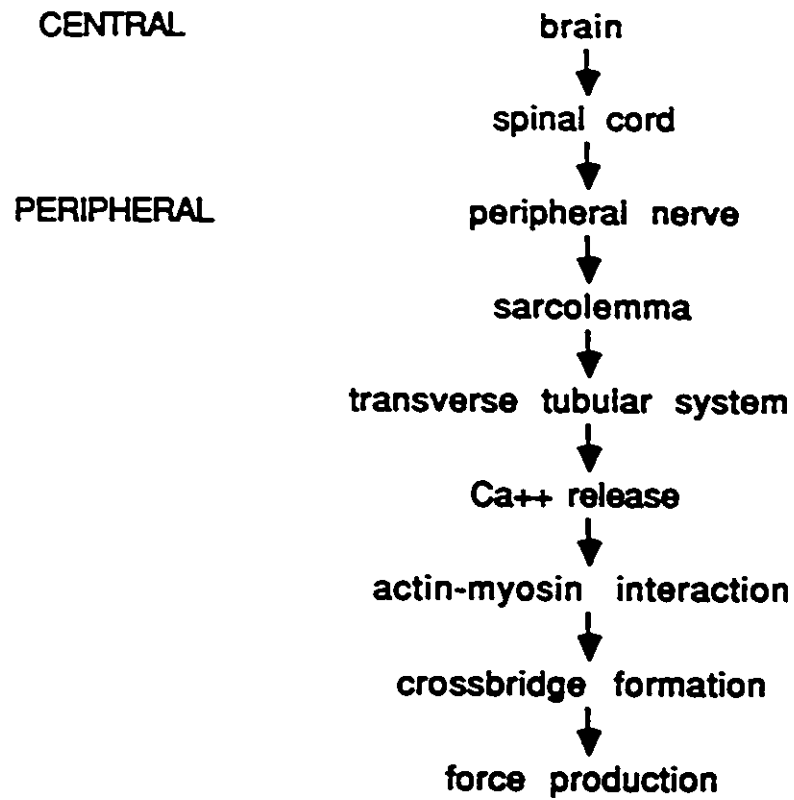 CENTRAL brain
spinal cord
PERIPHERAL peripheral nerve
sarcolemma
transverse tubular system
Ca++ release
actin-myosin interaction
crossbridge formation
force production